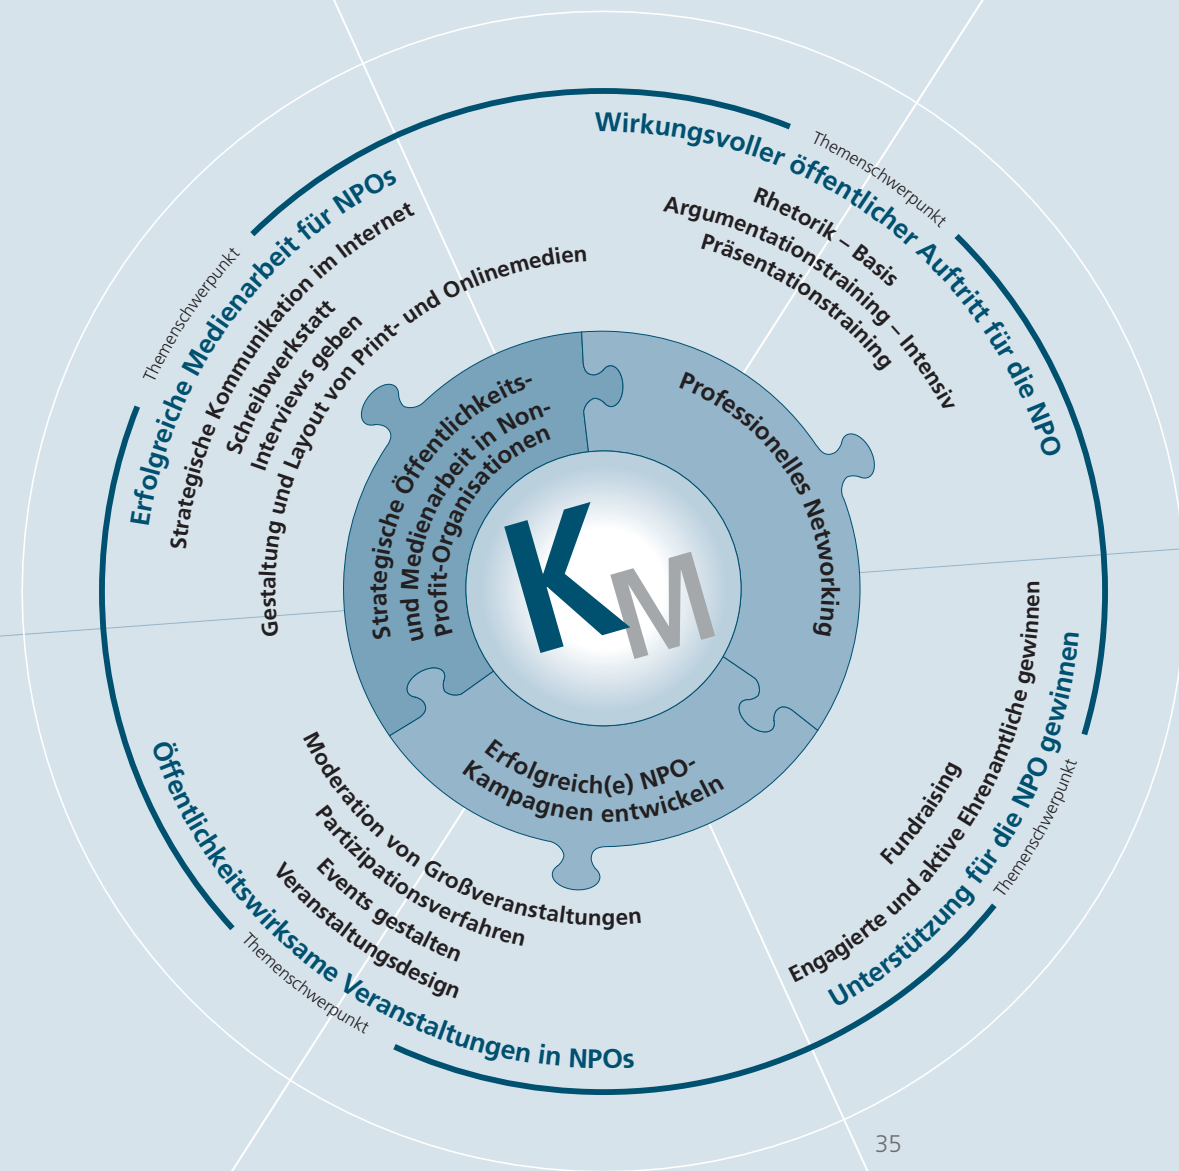 Themenschwerpunkt
Erfolgreiche Medienarbeit für NPOs
Strategische Kommunikation im Internet
Schreibwerkstatt
Interviews geben
Gestaltung und Layout von Print- und Onlinemedien
Themenschwerpunkt
Wirkungsvoller öffentlicher Auftritt für die NPO
Rhetorik – Basis
Argumentationstraining – Intensiv
Präsentationstraining
Strategische Öffentlichkeits-
und Medienarbeit in Non-
Profit-Organisationen
Professionelles Networking
KM
Erfolgreich(e) NPO-
Kampagnen entwickeln
Moderation von Großveranstaltungen
Partizipationsverfahren
Events gestalten
Veranstaltungsdesign
Öffentlichkeitswirksame Veranstaltungen in NPOs
Themenschwerpunkt
Fundraising
Engagierte und aktive Ehrenamtliche gewinnen
Unterstützung für die NPO gewinnen
Themenschwerpunkt
35